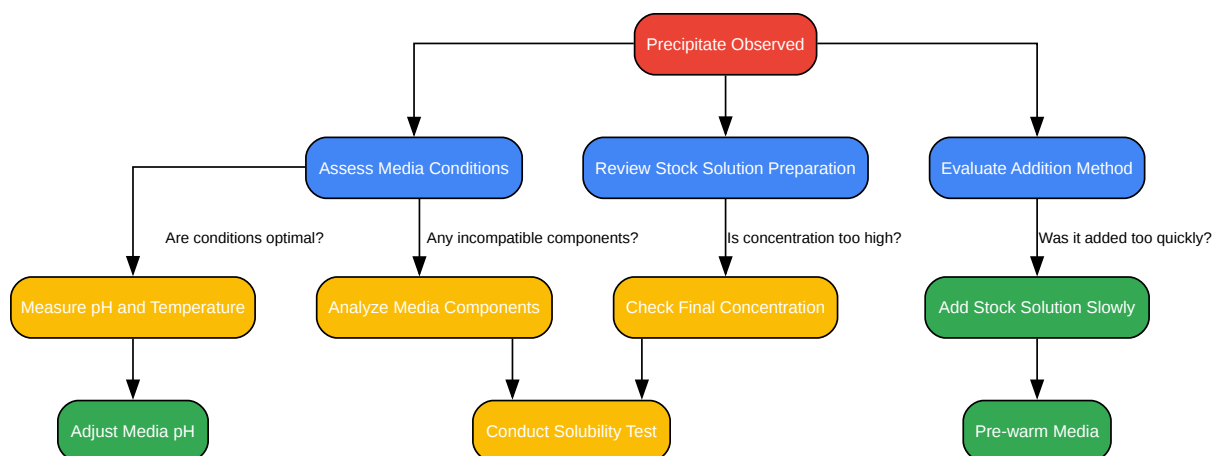 Precipitate Observed
Assess Media Conditions
Review Stock Solution Preparation
Evaluate Addition Method
Are conditions optimal?
Any incompatible components?
Is concentration too high?
Was it added too quickly?
Measure pH and Temperature
Analyze Media Components
Check Final Concentration
Add Stock Solution Slowly
Adjust Media pH
Conduct Solubility Test
Pre-warm Media